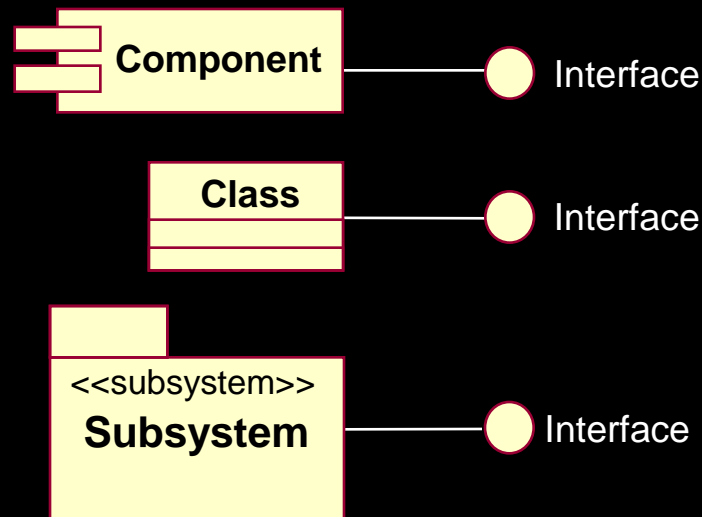 Component
Interface
Class
Interface
<<subsystem>>
Subsystem
Interface